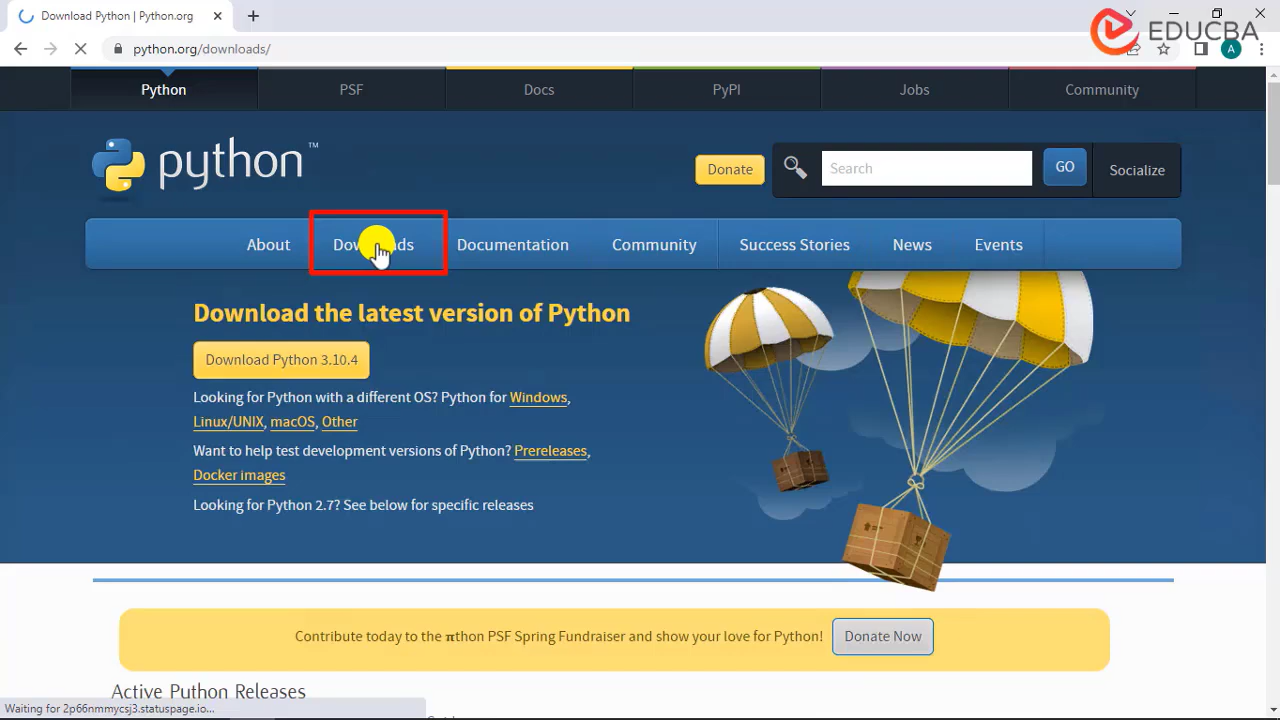 Download Python | Python.org
EDUCBA
python.org/downloads/
A
Python
PSF
Docs
PyPI
Jobs
Community
python™
Donate
Search
GO
Socialize
About
Downloads
Documentation
Community
Success Stories
News
Events
Download the latest version of Python
Download Python 3.10.4
Looking for Python with a different OS? Python for Windows,
Linux/UNIX, macOS, Other
Want to help test development versions of Python? Prereleases,
Docker images
Looking for Python 2.7? See below for specific releases
Contribute today to the πthon PSF Spring Fundraiser and show your love for Python!
Donate Now
Active Python Releases
Waiting for 2p66nmmycsj3.statuspage.io...